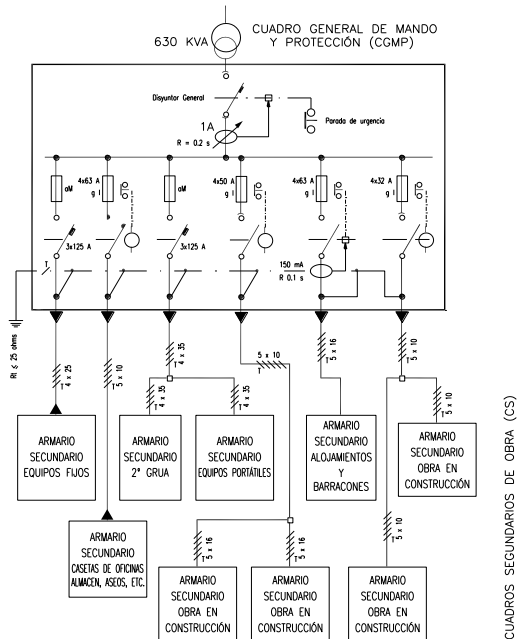 CUADRO GENERAL DE MANDO
Y PROTECCIÓN (CGMP)
630 KVA
Disyuntor General
1A
R = 0.2 s
Parada de urgencia
aM
4x63 A
g I
aM
4x50 A
g I
4x63 A
g I
4x32 A
g I
3x125 A
3x125 A
T
150 mA
R 0.1 s
Rt ≤ 25 ohms
T
4 x 25
T
5 x 10
T
4 x 35
5 x 10
T
T
5 x 16
T
5 x 10
T
4 x 35
T
4 x 35
T
5 x 10
ARMARIO
SECUNDARIO
EQUIPOS FIJOS
ARMARIO
SECUNDARIO
2ª GRUA
ARMARIO
SECUNDARIO
EQUIPOS PORTÁTILES
ARMARIO
SECUNDARIO
ALOJAMIENTOS
Y
BARRACONES
ARMARIO
SECUNDARIO
OBRA EN
CONSTRUCCIÓN
ARMARIO
SECUNDARIO
CASETAS DE OFICINAS
ALMACEN, ASEOS, ETC.
T
5 x 16
T
5 x 16
T
5 x 10
ARMARIO
SECUNDARIO
OBRA EN
CONSTRUCCIÓN
ARMARIO
SECUNDARIO
OBRA EN
CONSTRUCCIÓN
ARMARIO
SECUNDARIO
OBRA EN
CONSTRUCCIÓN
CUADROS SEGUNDARIOS DE OBRA (CS)